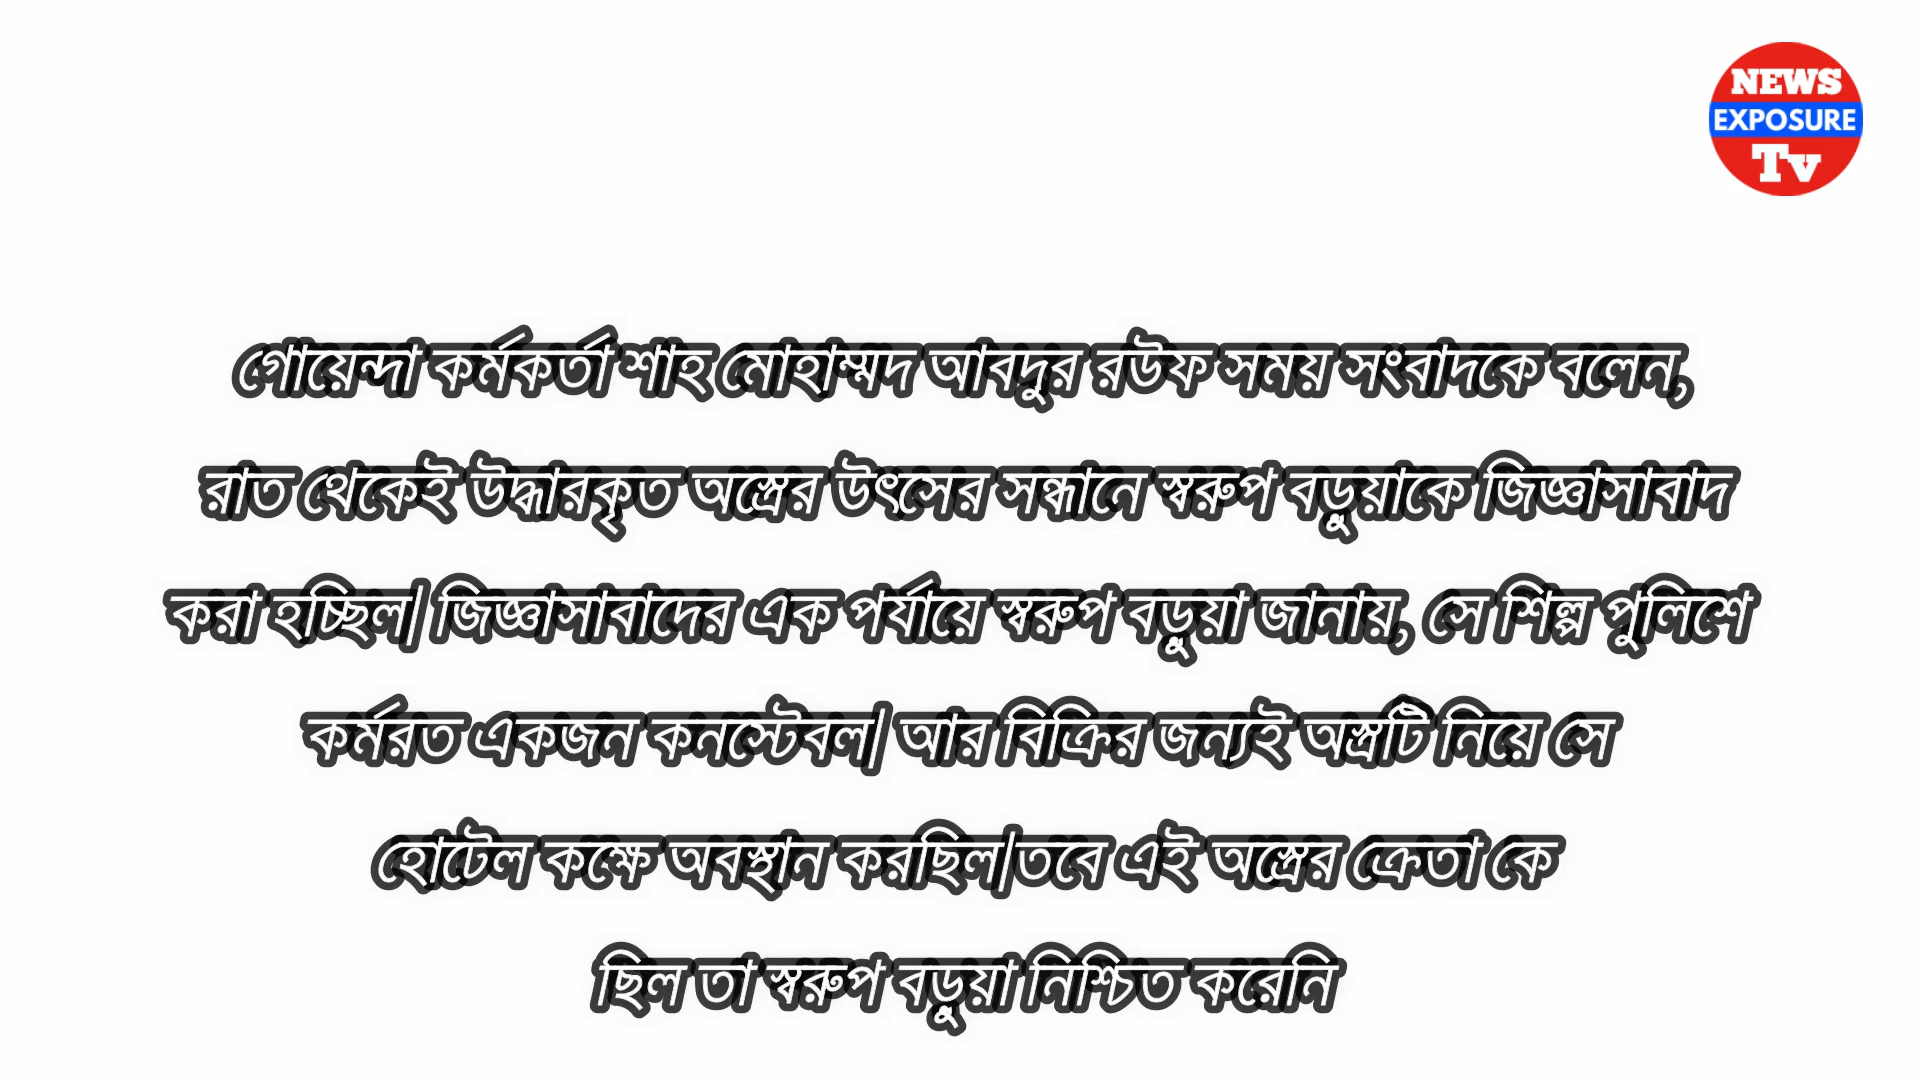 NEWS
EXPOSURE
Tv
গোয়েন্দা কর্মকর্তা শাহ মোহাম্মদ আবদুর রউফ সময় সংবাদকে বলেন,
রাত থেকেই উদ্ধারকৃত অস্ত্রের উৎসের সন্ধানে স্বরুপ বড়ুয়াকে জিজ্ঞাসাবাদ
করা হচ্ছিল| জিজ্ঞাসাবাদের এক পর্যায়ে স্বরুপ বড়ুয়া জানায়, সে শিল্প পুলিশে
কর্মরত একজন কনস্টেবল| আর বিক্রির জন্যই অস্ত্রটি নিয়ে সে
হোটেল কক্ষে অবস্থান করছিল|তবে এই অস্ত্রের ক্রেতা কে
ছিল তা স্বরুপ বড়ুয়া নিশ্চিত করেনি